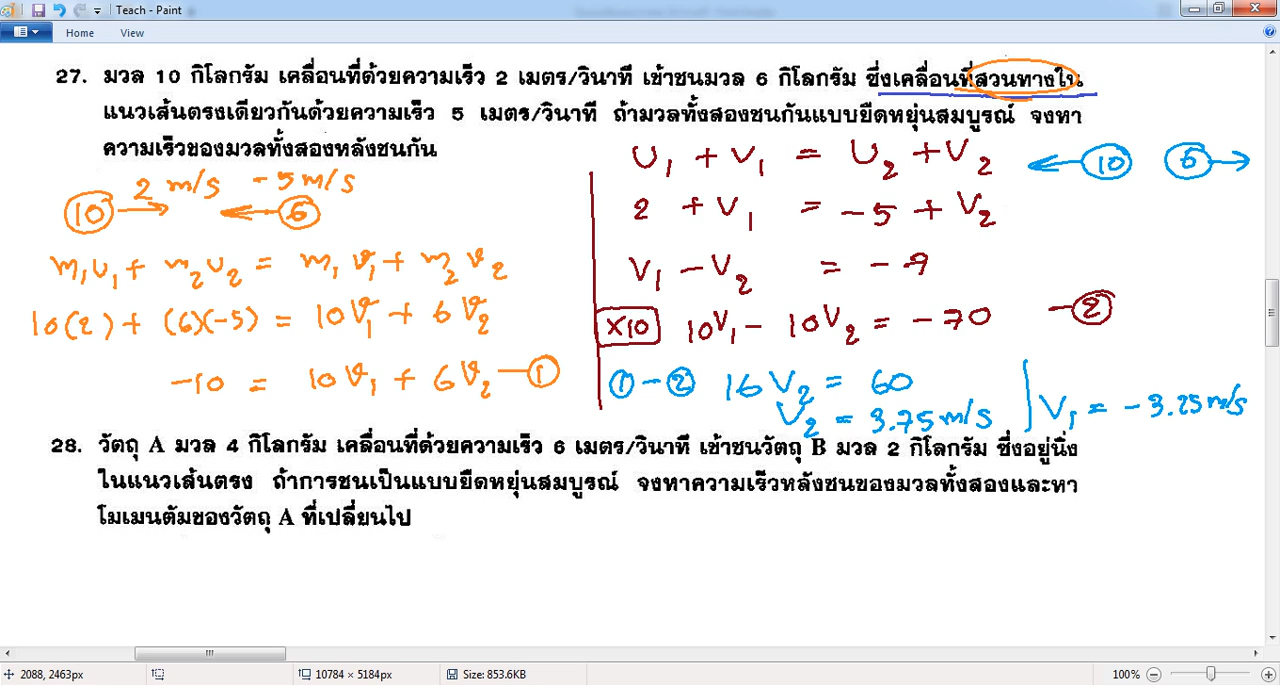 Teach - Paint
Home View
27. มวล 10 กิโลกรัม เคลื่อนที่ด้วยความเร็ว 2 เมตร/วินาที เข้าชนมวล 6 กิโลกรัม ซึ่งเคลื่อนที่สวนทางใน
แนวเส้นตรงเดียวกันด้วยความเร็ว 5 เมตร/วินาที ถ้ามวลทั้งสองชนกันแบบยืดหยุ่นสมบูรณ์ จงหา
ความเร็วของมวลทั้งสองหลังชนกัน
2 m/s -5 m/s
10 6
m₁u₁ + m₂u₂ = m₁v₁ + m₂v₂
10(2) + (6)(-5) = 10v₁ + 6v₂
-10 = 10v₁ + 6v₂ — ①
U₁ + V₁ = U₂ + V₂
10 6
2 + V₁ = -5 + V₂
V₁ - V₂ = -7
X10 10V₁ - 10V₂ = -70 — ②
① - ② 16V₂ = 60
V₂ = 3.75 m/s V₁ = -3.25 m/s
28. วัตถุ A มวล 4 กิโลกรัม เคลื่อนที่ด้วยความเร็ว 6 เมตร/วินาที เข้าชนวัตถุ B มวล 2 กิโลกรัม ซึ่งอยู่นิ่ง
ในแนวเส้นตรง ถ้าการชนเป็นแบบยืดหยุ่นสมบูรณ์ จงหาความเร็วหลังชนของมวลทั้งสองและหา
โมเมนตัมของวัตถุ A ที่เปลี่ยนไป
2088, 2463px 10784 × 5184px Size: 853.6KB 100%